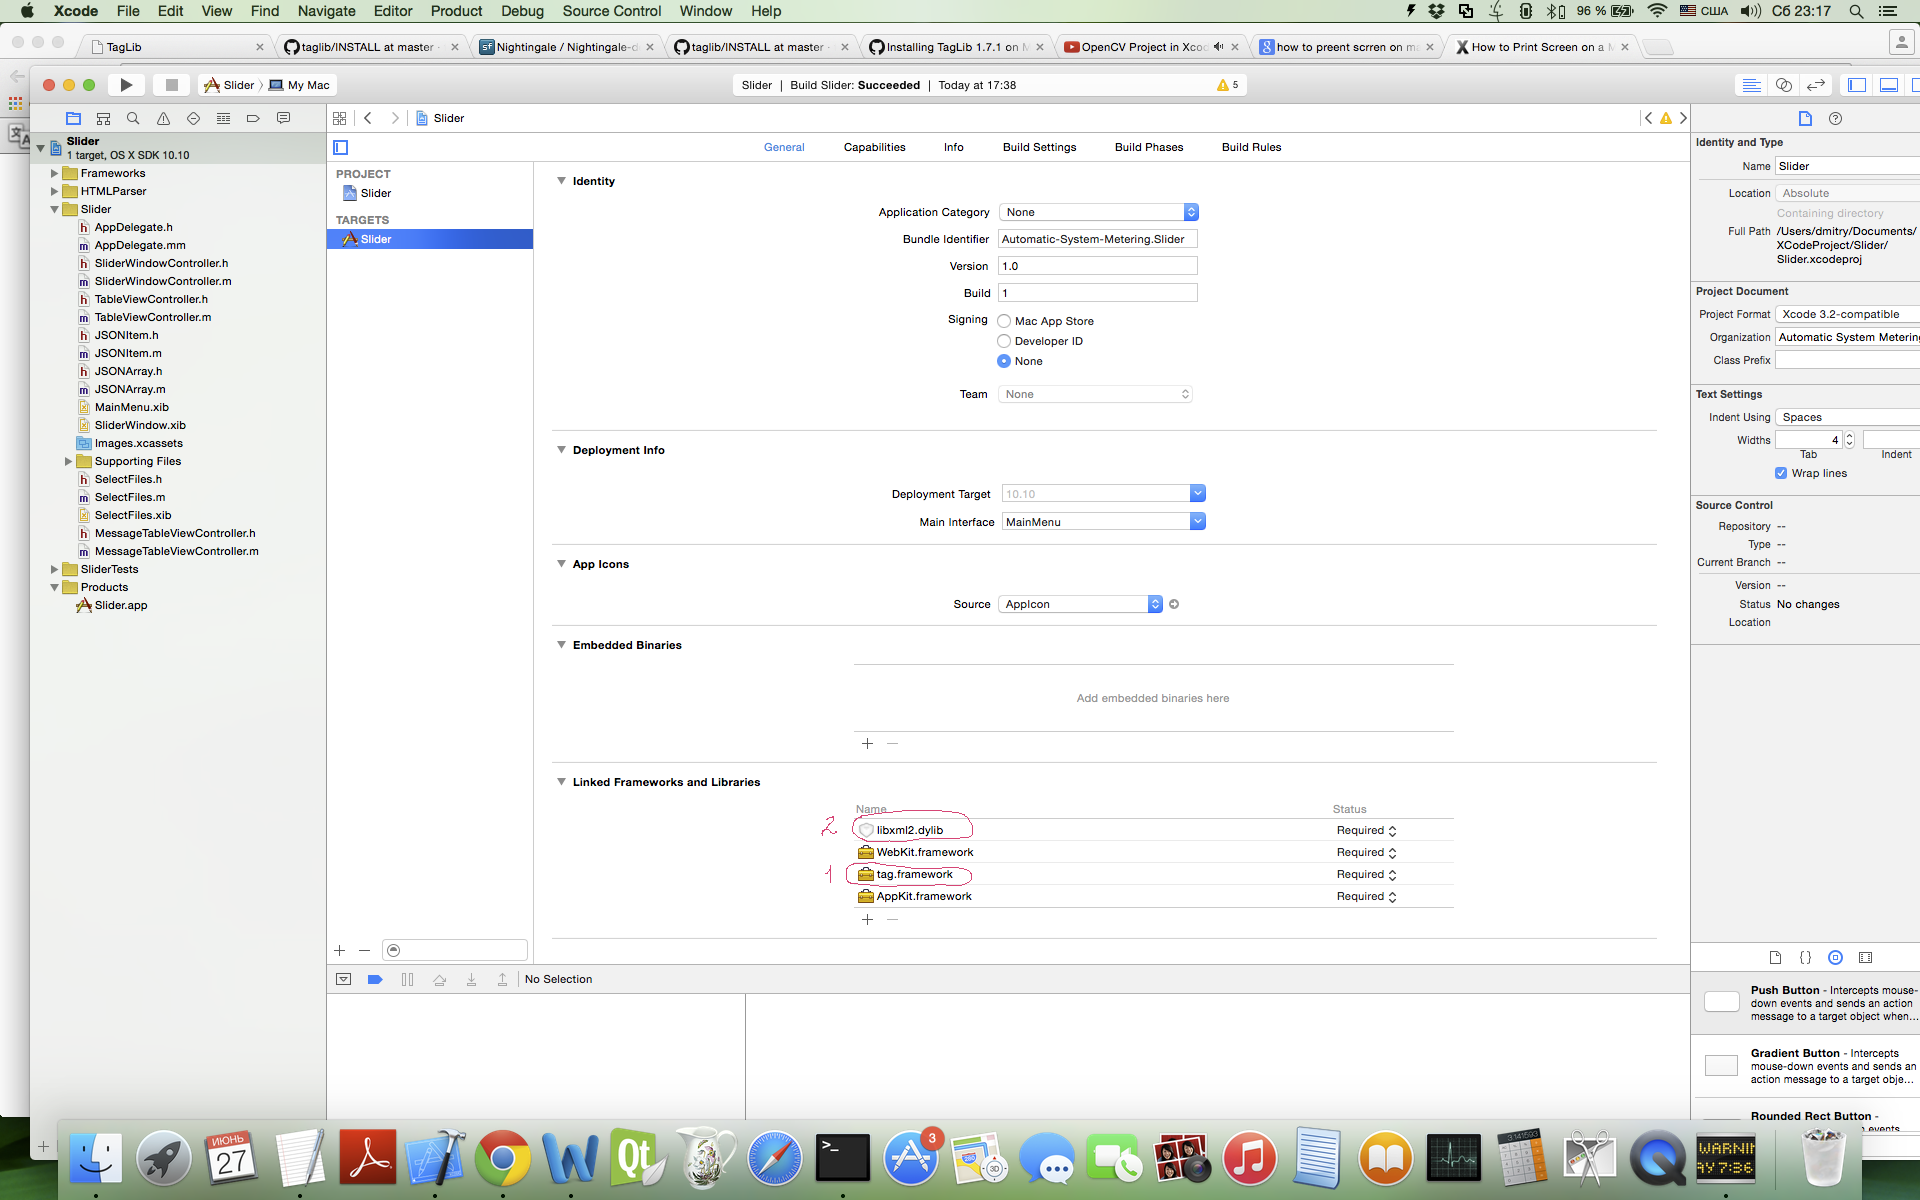 Xcode File Edit View Find Navigate Editor Product Debug Source Control Window Help 96 % США Сб 23:17
TagLib taglib/INSTALL at master Nightingale / Nightingale-d taglib/INSTALL at master Installing TagLib 1.7.1 on M OpenCV Project in Xcod how to preent scrren on ma How to Print Screen on a M
Slider My Mac Slider | Build Slider: Succeeded | Today at 17:38 5
Slider
1 target, OS X SDK 10.10
Frameworks
HTMLParser
Slider
AppDelegate.h
AppDelegate.mm
SliderWindowController.h
SliderWindowController.m
TableViewController.h
TableViewController.m
JSONItem.h
JSONItem.m
JSONArray.h
JSONArray.m
MainMenu.xib
SliderWindow.xib
Images.xcassets
Supporting Files
SelectFiles.h
SelectFiles.m
SelectFiles.xib
MessageTableViewController.h
MessageTableViewController.m
SliderTests
Products
Slider.app
Slider
General Capabilities Info Build Settings Build Phases Build Rules
PROJECT
Slider
TARGETS
Slider
Identity
Application Category None
Bundle Identifier Automatic-System-Metering.Slider
Version 1.0
Build 1
Signing Mac App Store
Developer ID
None
Team None
Deployment Info
Deployment Target 10.10
Main Interface MainMenu
App Icons
Source AppIcon
Embedded Binaries
Add embedded binaries here
Linked Frameworks and Libraries
Name Status
2 libxml2.dylib Required
WebKit.framework Required
1 tag.framework Required
AppKit.framework Required
No Selection
Identity and Type
Name Slider
Location Absolute
Containing directory
Full Path /Users/dmitry/Documents/
XCodeProject/Slider/
Slider.xcodeproj
Project Document
Project Format Xcode 3.2-compatible
Organization Automatic System Metering
Class Prefix
Text Settings
Indent Using Spaces
Widths 4
Tab Indent
Wrap lines
Source Control
Repository --
Type --
Current Branch --
Version --
Status No changes
Location
Push Button - Intercepts mouse-
down events and sends an action
message to a target object when...
Gradient Button - Intercepts
mouse-down events and sends an
action message to a target obje...
Rounded Rect Button -
ИЮНЬ
27
Qt
3
280
3D
3.141593
WARNIN
AY 7:36